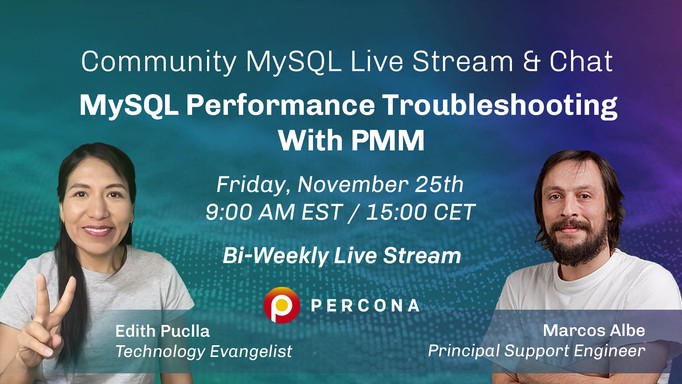 Community MySQL Live Stream & Chat
MySQL Performance Troubleshooting
With PMM
Friday, November 25th
9:00 AM EST / 15:00 CET
Bi-Weekly Live Stream
PERCONA
Edith Puclla
Technology Evangelist
Marcos Albe
Principal Support Engineer